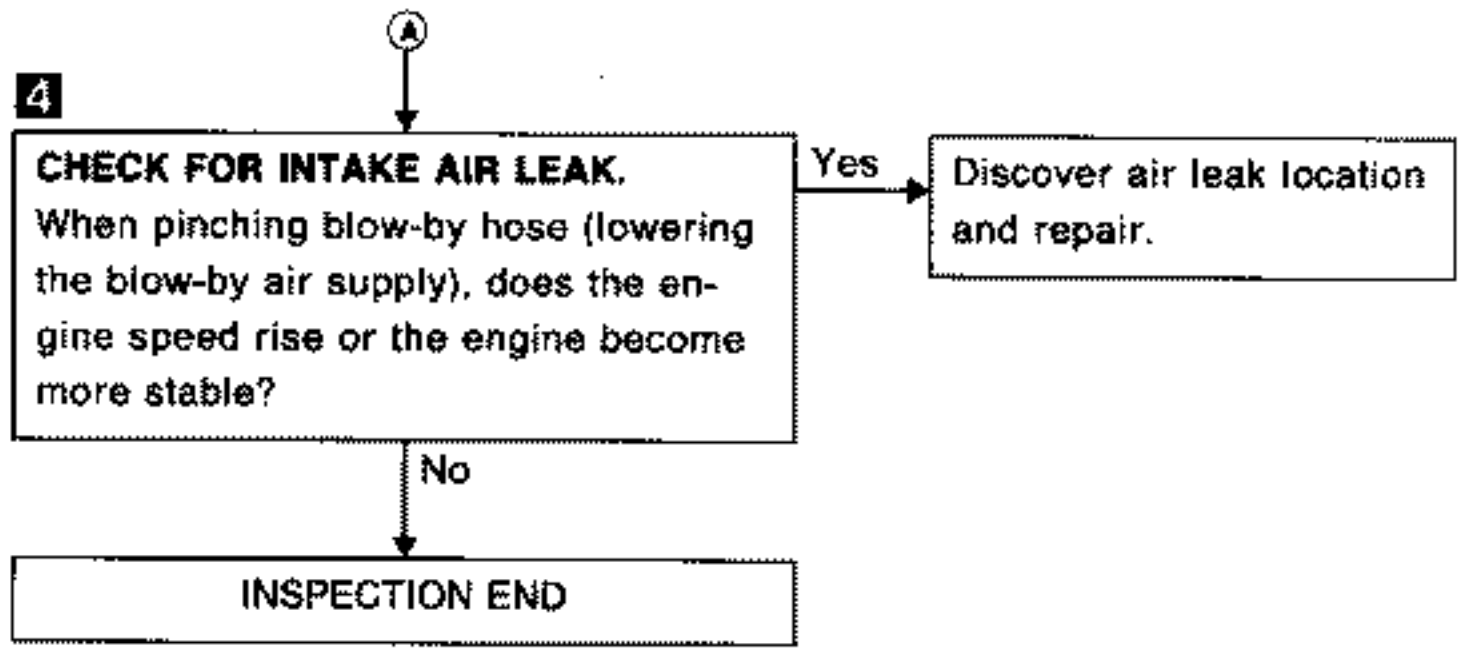 A
4
CHECK FOR INTAKE AIR LEAK.
When pinching blow-by hose (lowering
the blow-by air supply), does the en-
gine speed rise or the engine become
more stable?
Yes
Discover air leak location
and repair.
No
INSPECTION END